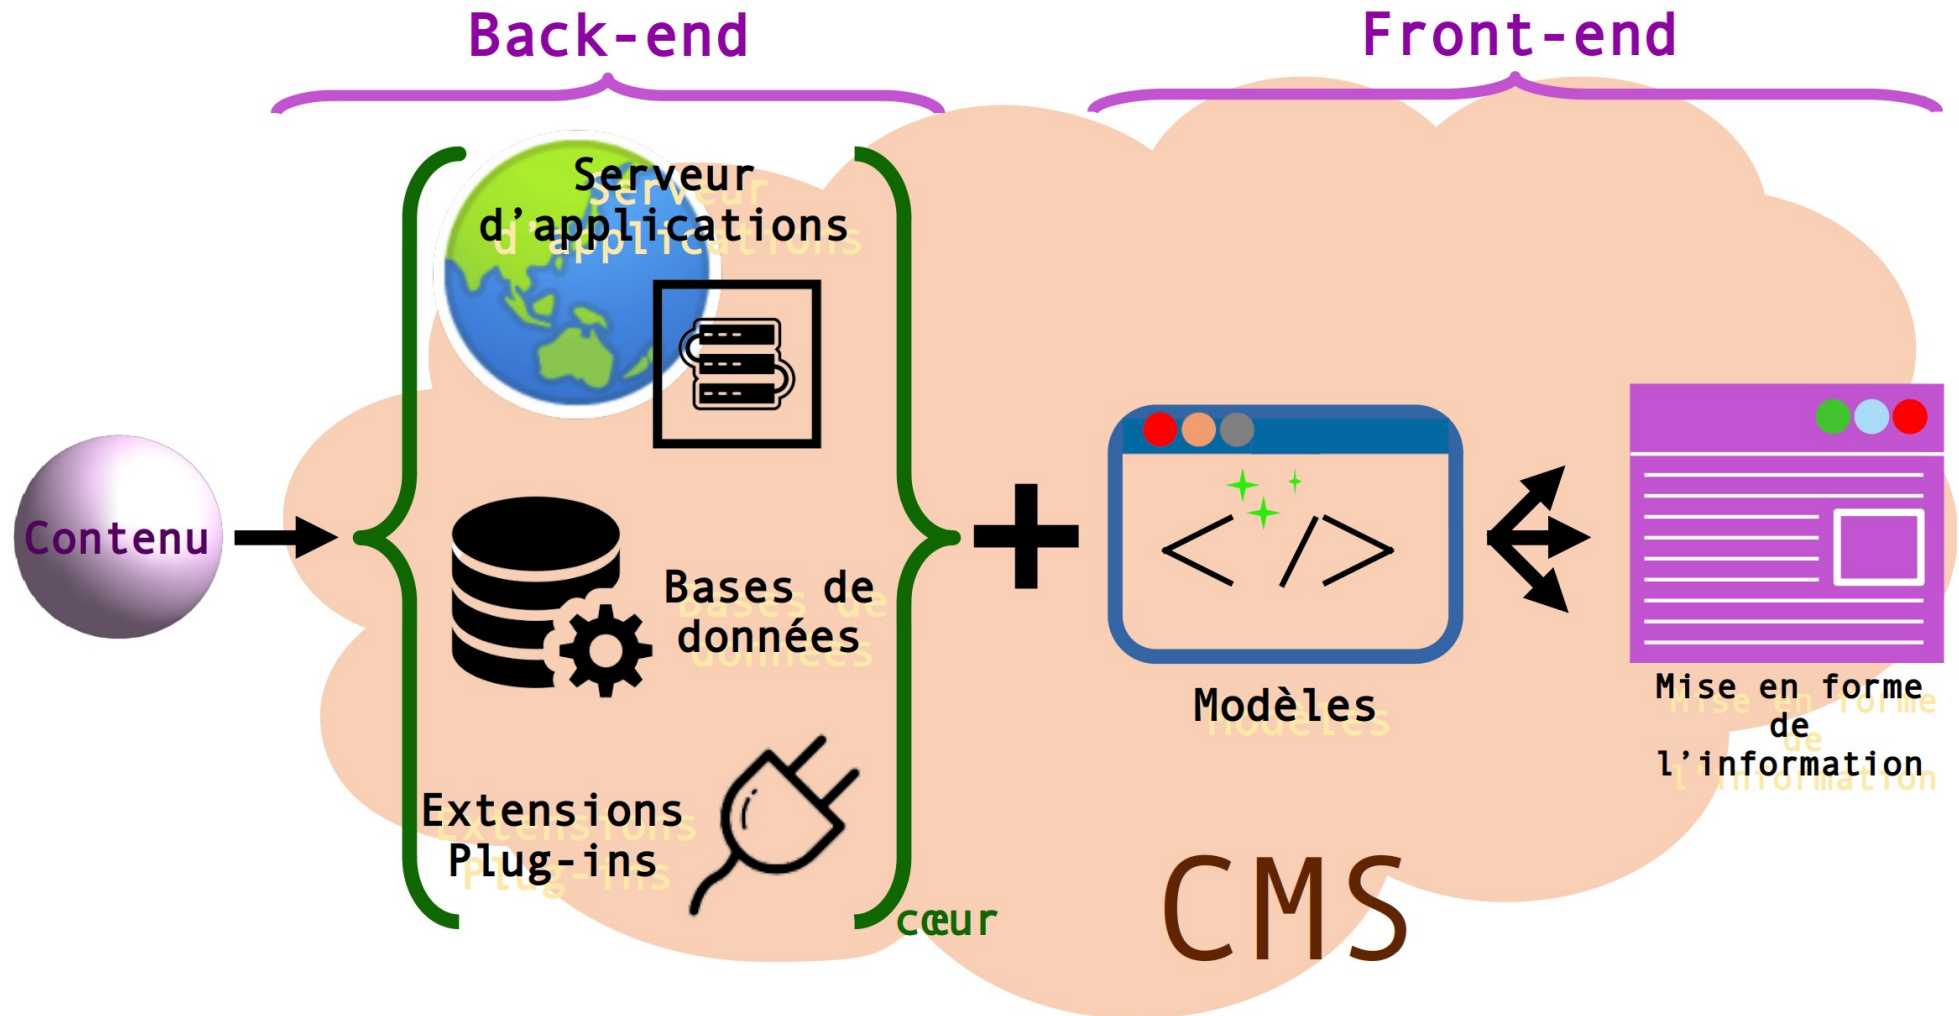 Back-end
Front-end
Serveur
d’applications
Contenu
Bases de
données
Extensions
Plug-ins
cœur
Modèles
Mise en forme
de
l’information
CMS